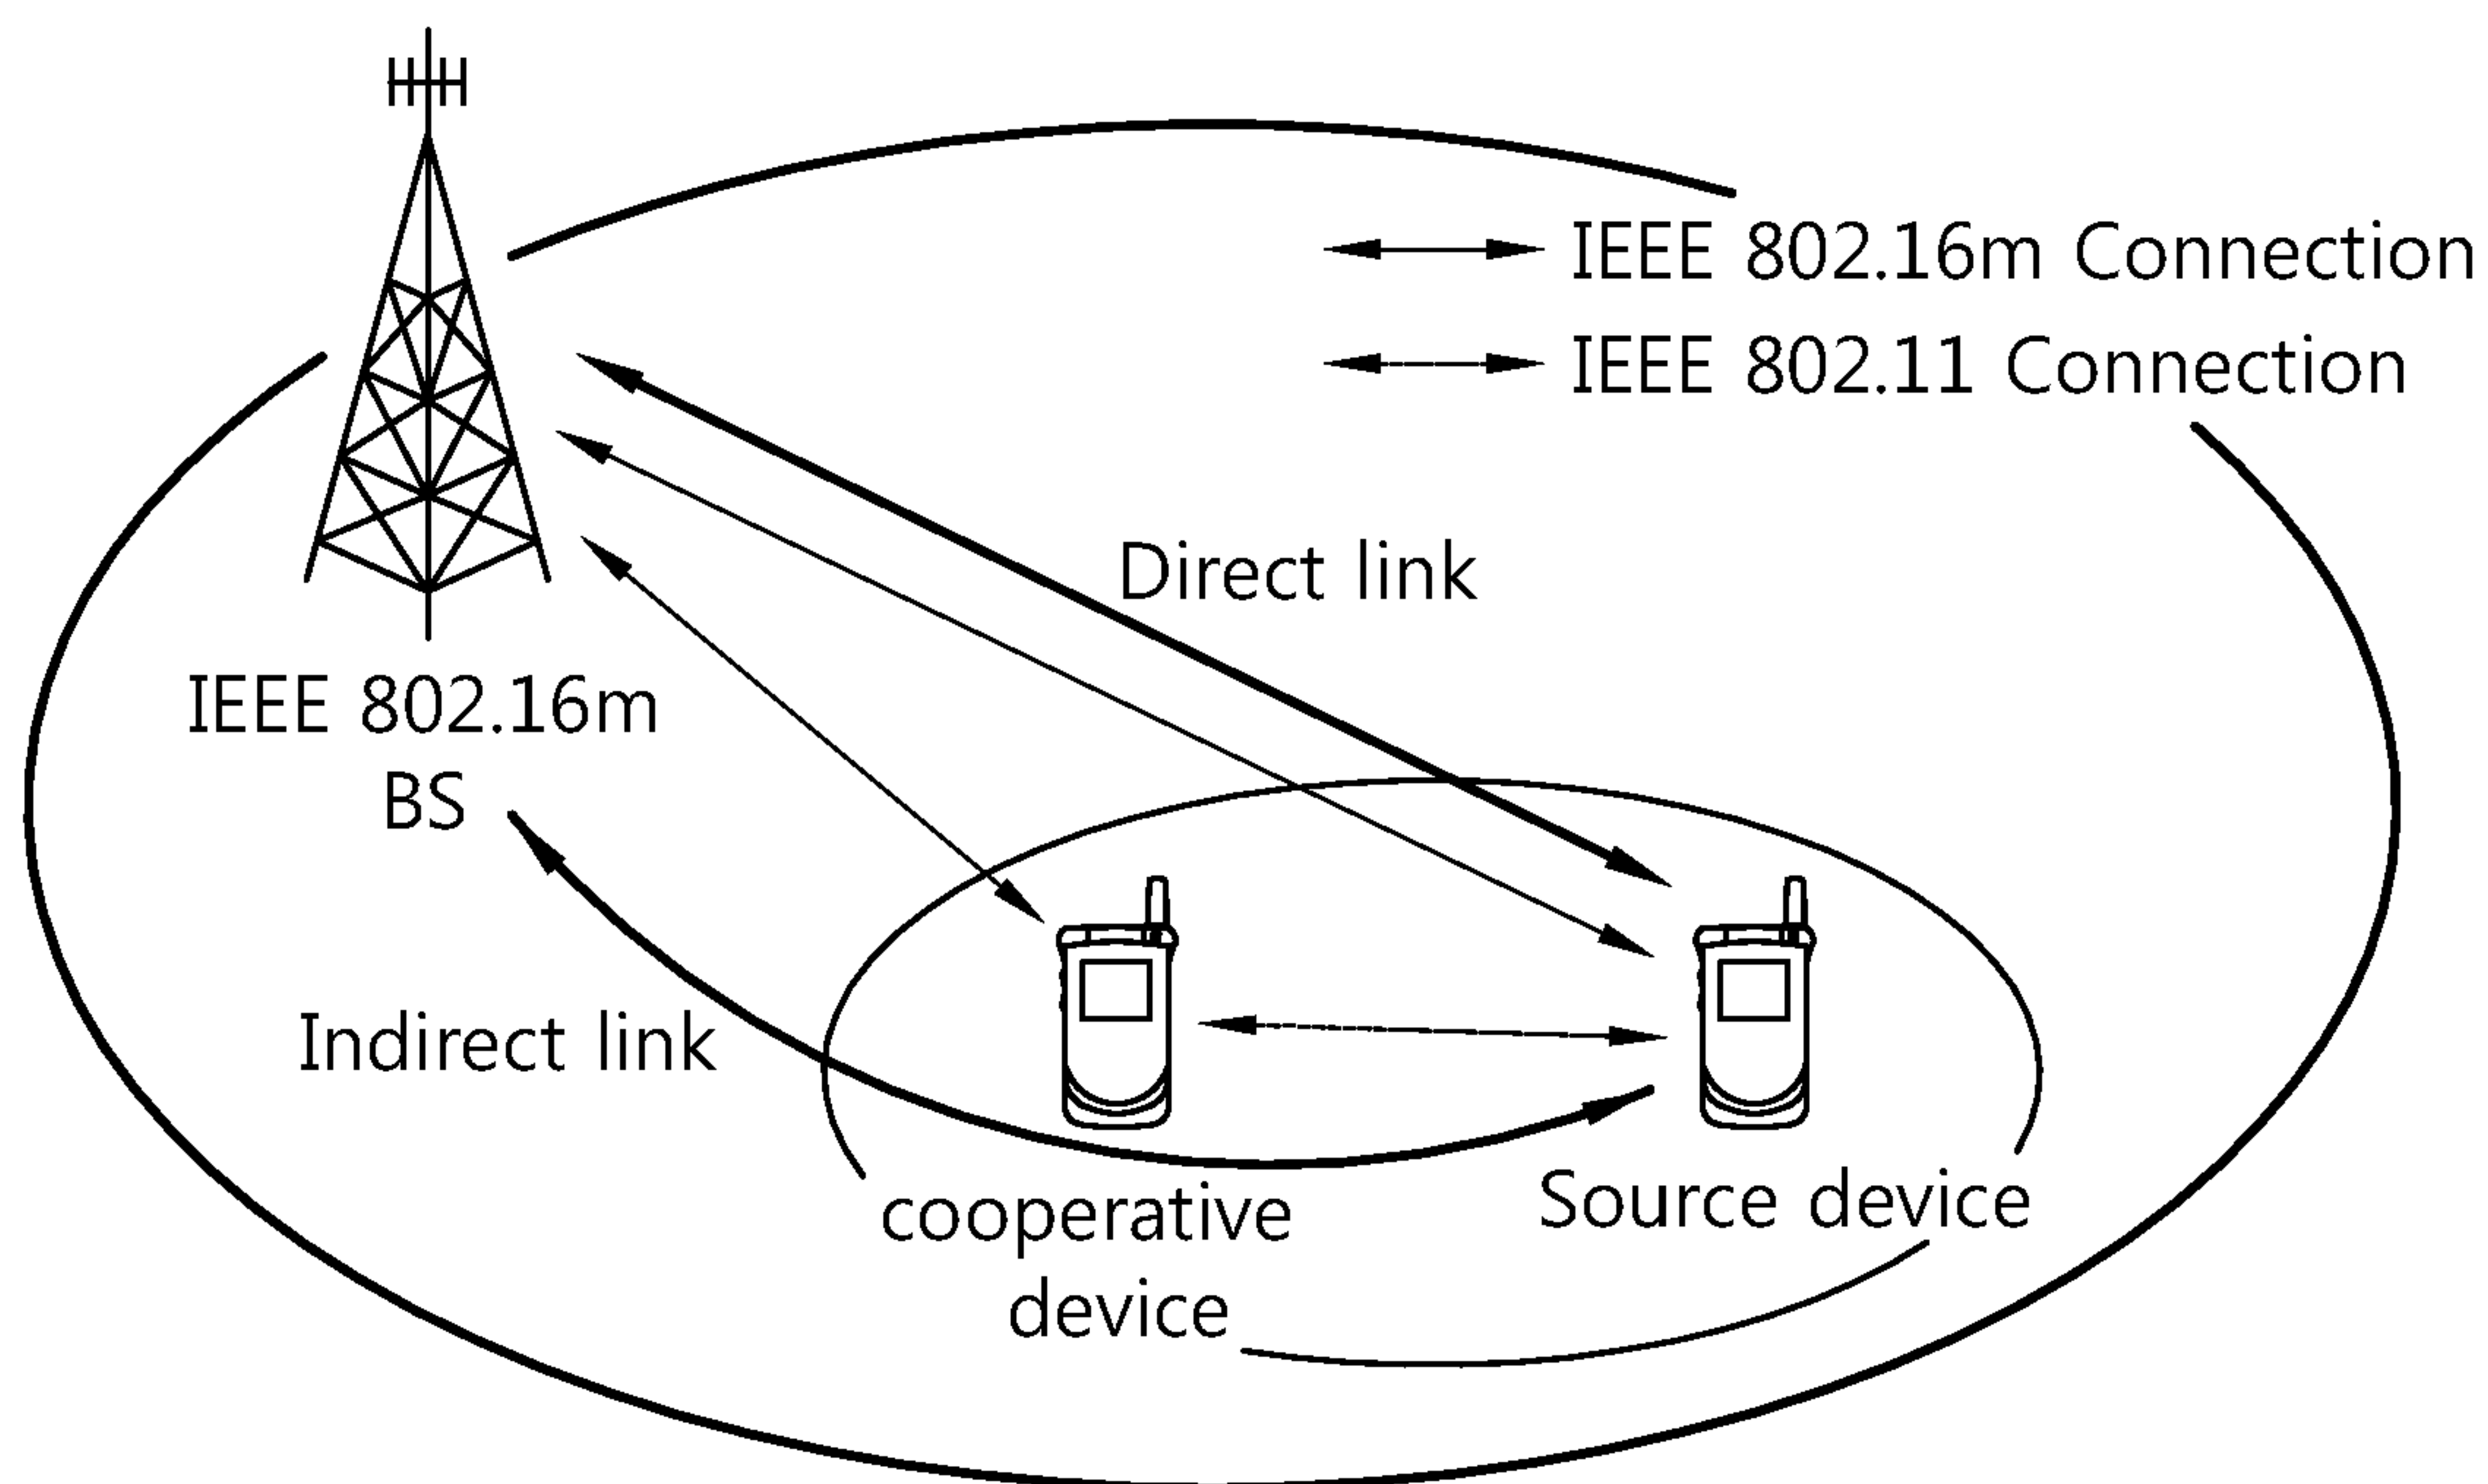 IEEE 802.16m Connection
IEEE 802.11 Connection
Direct link
IEEE 802.16m
BS
Indirect link
cooperative
device
Source device